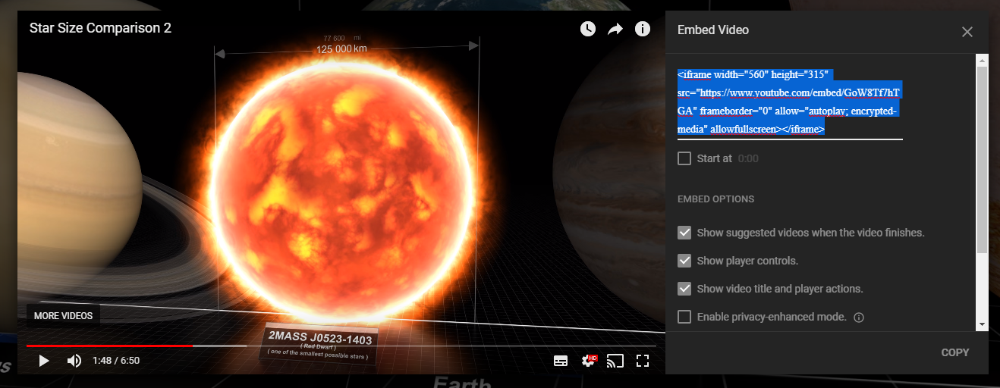 Star Size Comparison 2
77 600 mi
125 000 km
MORE VIDEOS
2MASS J0523-1403
( Red Dwarf )
( one of the smallest possible stars )
1:48 / 6:50
HD
Earth
Embed Video
<iframe width="560" height="315"
src="https://www.youtube.com/embed/GoW8Tf7hT
GA" frameborder="0" allow="autoplay; encrypted-
media" allowfullscreen></iframe>
Start at 0:00
EMBED OPTIONS
Show suggested videos when the video finishes.
Show player controls.
Show video title and player actions.
Enable privacy-enhanced mode.
COPY